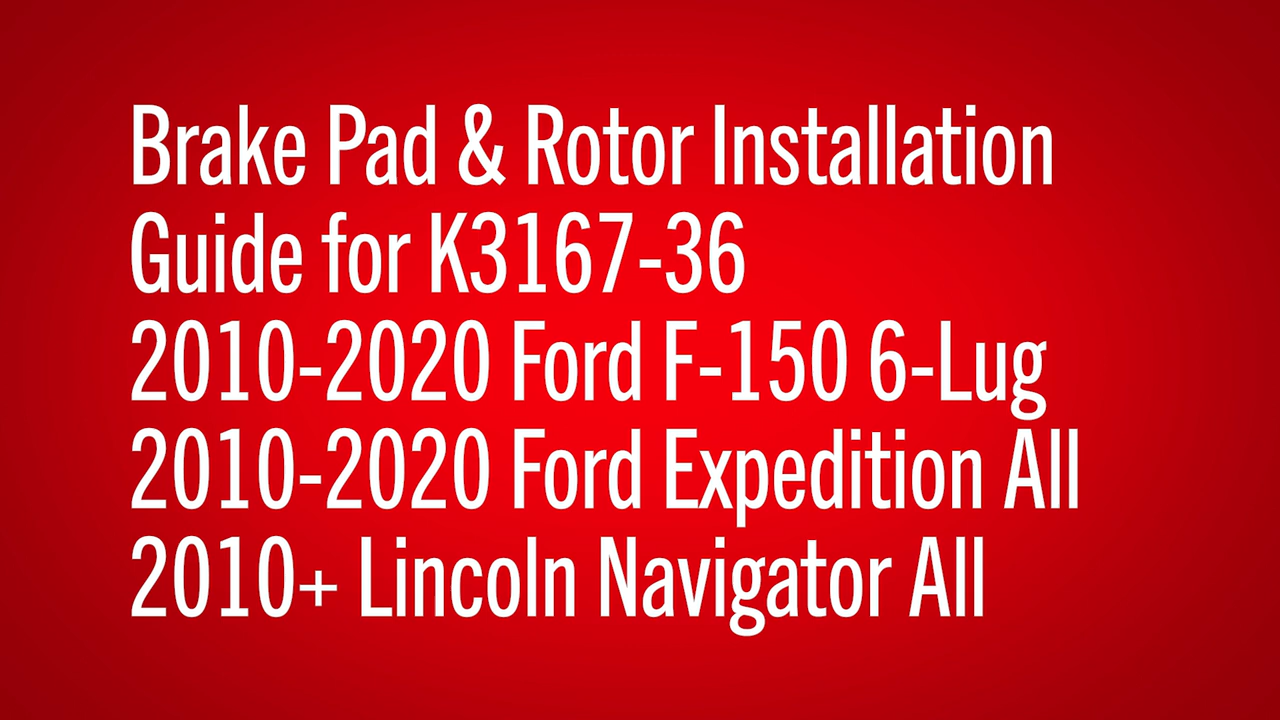 Brake Pad & Rotor Installation
Guide for K3167-36
2010-2020 Ford F-150 6-Lug
2010-2020 Ford Expedition All
2010+ Lincoln Navigator All